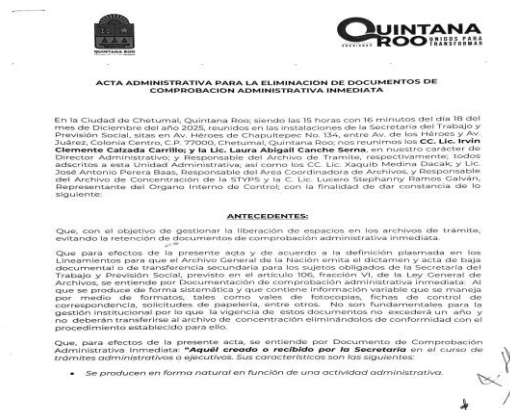 QUINTANA ROO
QUINTANA
ROO UNIDOS PARA
TRANSFORMAR
ACTA ADMINISTRATIVA PARA LA ELIMINACION DE DOCUMENTOS DE
COMPROBACION ADMINISTRATIVA INMEDIATA
En la Ciudad de Chetumal, Quintana Roo; siendo las 15 horas con 16 minutos del día 18 del
mes de Diciembre del año 2025, reunidos en las instalaciones de la Secretaria del Trabajo y
Previsión Social, sitas en Av. Héroes de Chapultepec No. 134, entre Av. de los Héroes y Av.
Juárez, Colonia Centro, C.P. 77000, Chetumal, Quintana Roo; nos reunimos los CC. Lic. Irvin
Clemente Calzada Carrillo; y la Lic. Laura Abigail Canche Serna, en nuestro carácter de
Director Administrativo; y Responsable del Archivo de Tramite, respectivamente; todos
adscritos a esta Unidad Administrativa; así como los CC. Lic. Xaquib Medina Dacak; y Lic.
José Antonio Perera Baas, Responsable del Area Coordinadora de Archivos, y Responsable
del Archivo de Concentración de la STYPS y la C. Lic. Lucero Stephanny Ramos Galván,
Representante del Organo Interno de Control; con la finalidad de dar constancia de lo
siguiente:
ANTECEDENTES:
Que, con el objetivo de gestionar la liberación de espacios en los archivos de trámite,
evitando la retención de documentos de comprobación administrativa inmediata.
Que para efectos de la presente acta y de acuerdo a la definición plasmada en los
Lineamientos para que el Archivo General de la Nación emita el dictamen y acta de baja
documental o de transferencia secundaria para los sujetos obligados de la Secretaría del
Trabajo y Previsión Social, previsto en el artículo 106, fracción VI, de la Ley General de
Archivos, se entiende por Documentación de comprobación administrativa inmediata: Al
que se produce de forma sistemática y que contiene información variable que se maneja
por medio de formatos, tales como vales de fotocopias, fichas de control de
correspondencia, solicitudes de papelería, entre otros. No son fundamentales para la
gestión institucional por lo que la vigencia de estos documentos no excederá un año y
no deberán transferirse al archivo de concentración eliminándolos de conformidad con el
procedimiento establecido para ello.
Que, para efectos de la presente acta, se entiende por Documento de Comprobación
Administrativa Inmediata: "Aquél creado o recibido por la Secretaría en el curso de
trámites administrativos o ejecutivos. Sus características son las siguientes:
• Se producen en forma natural en función de una actividad administrativa.